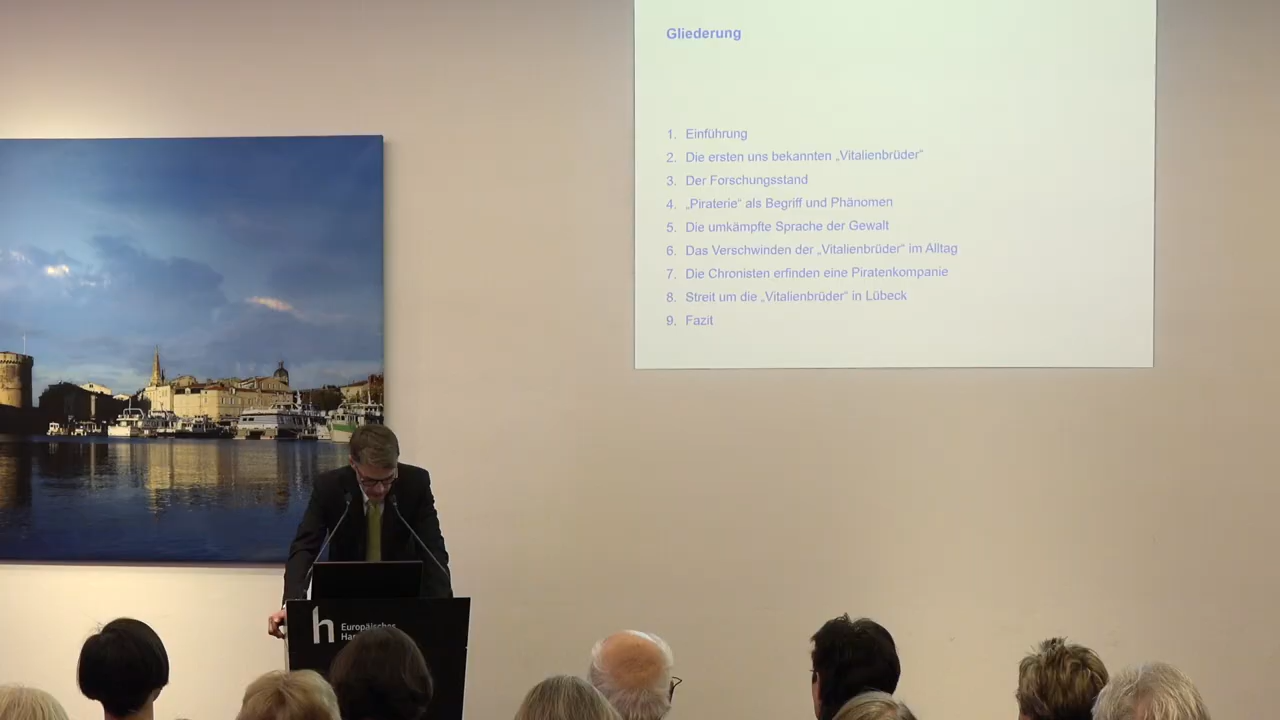 Gliederung
1. Einführung
2. Die ersten uns bekannten „Vitalienbrüder“
3. Der Forschungsstand
4. „Piraterie“ als Begriff und Phänomen
5. Die umkämpfte Sprache der Gewalt
6. Das Verschwinden der „Vitalienbrüder“ im Alltag
7. Die Chronisten erfinden eine Piratenkompanie
8. Streit um die „Vitalienbrüder“ in Lübeck
9. Fazit
h
Europäisches